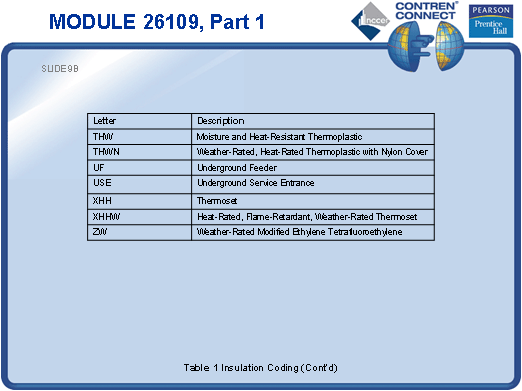 MODULE 26109, Part 1
nccer
CONTREN®
CONNECT
PEARSON
Prentice
Hall
SLIDE 9B
Letter Description
THW Moisture and Heat-Resistant Thermoplastic
THWN Weather-Rated, Heat-Rated Thermoplastic with Nylon Cover
UF Underground Feeder
USE Underground Service Entrance
XHH Thermoset
XHHW Heat-Rated, Flame-Retardant, Weather-Rated Thermoset
ZW Weather-Rated Modified Ethylene Tetrafluoroethylene
Table 1 Insulation Coding (Cont'd)